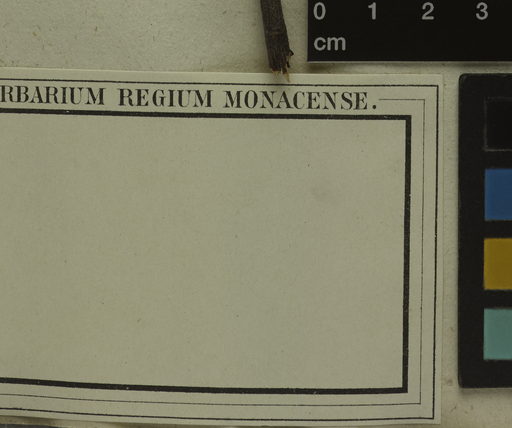 0 1 2 3
cm
RBARIUM REGIUM MONACENSE.